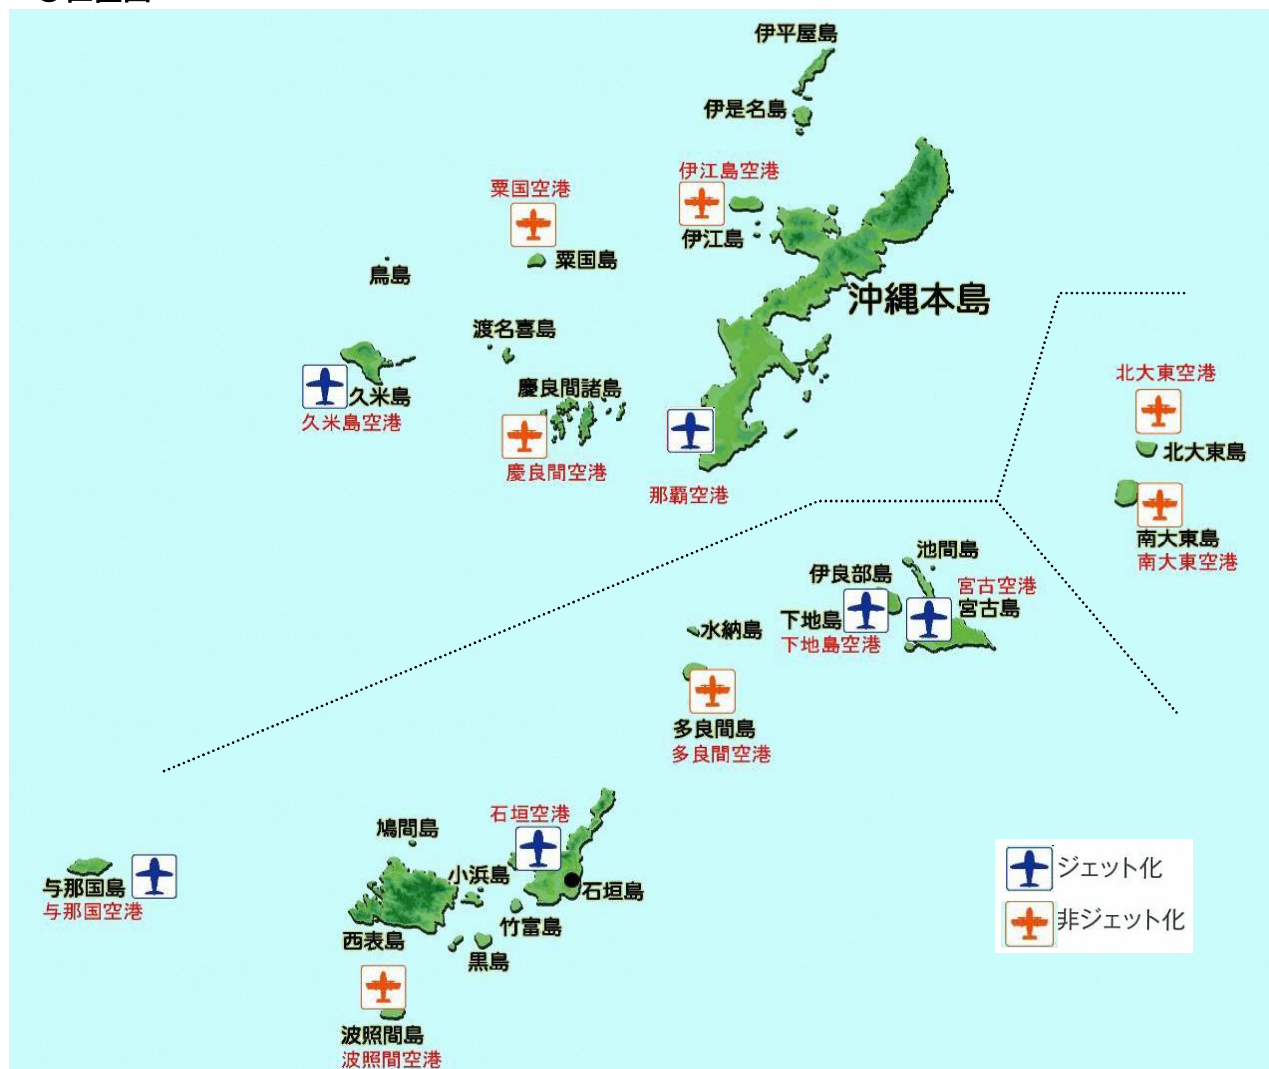 伊平屋島
伊是名島
伊江島空港
粟国空港
伊江島
粟国島
鳥島
沖縄本島
渡名喜島
慶良間諸島
久米島
久米島空港
慶良間空港
那覇空港
北大東空港
北大東島
南大東島
南大東空港
池間島
伊良部島
宮古空港
宮古島
下地島
下地島空港
水納島
多良間島
多良間空港
石垣空港
鳩間島
小浜島
石垣島
与那国島
与那国空港
竹富島
西表島
黒島
波照間島
波照間空港
ジェット化
非ジェット化